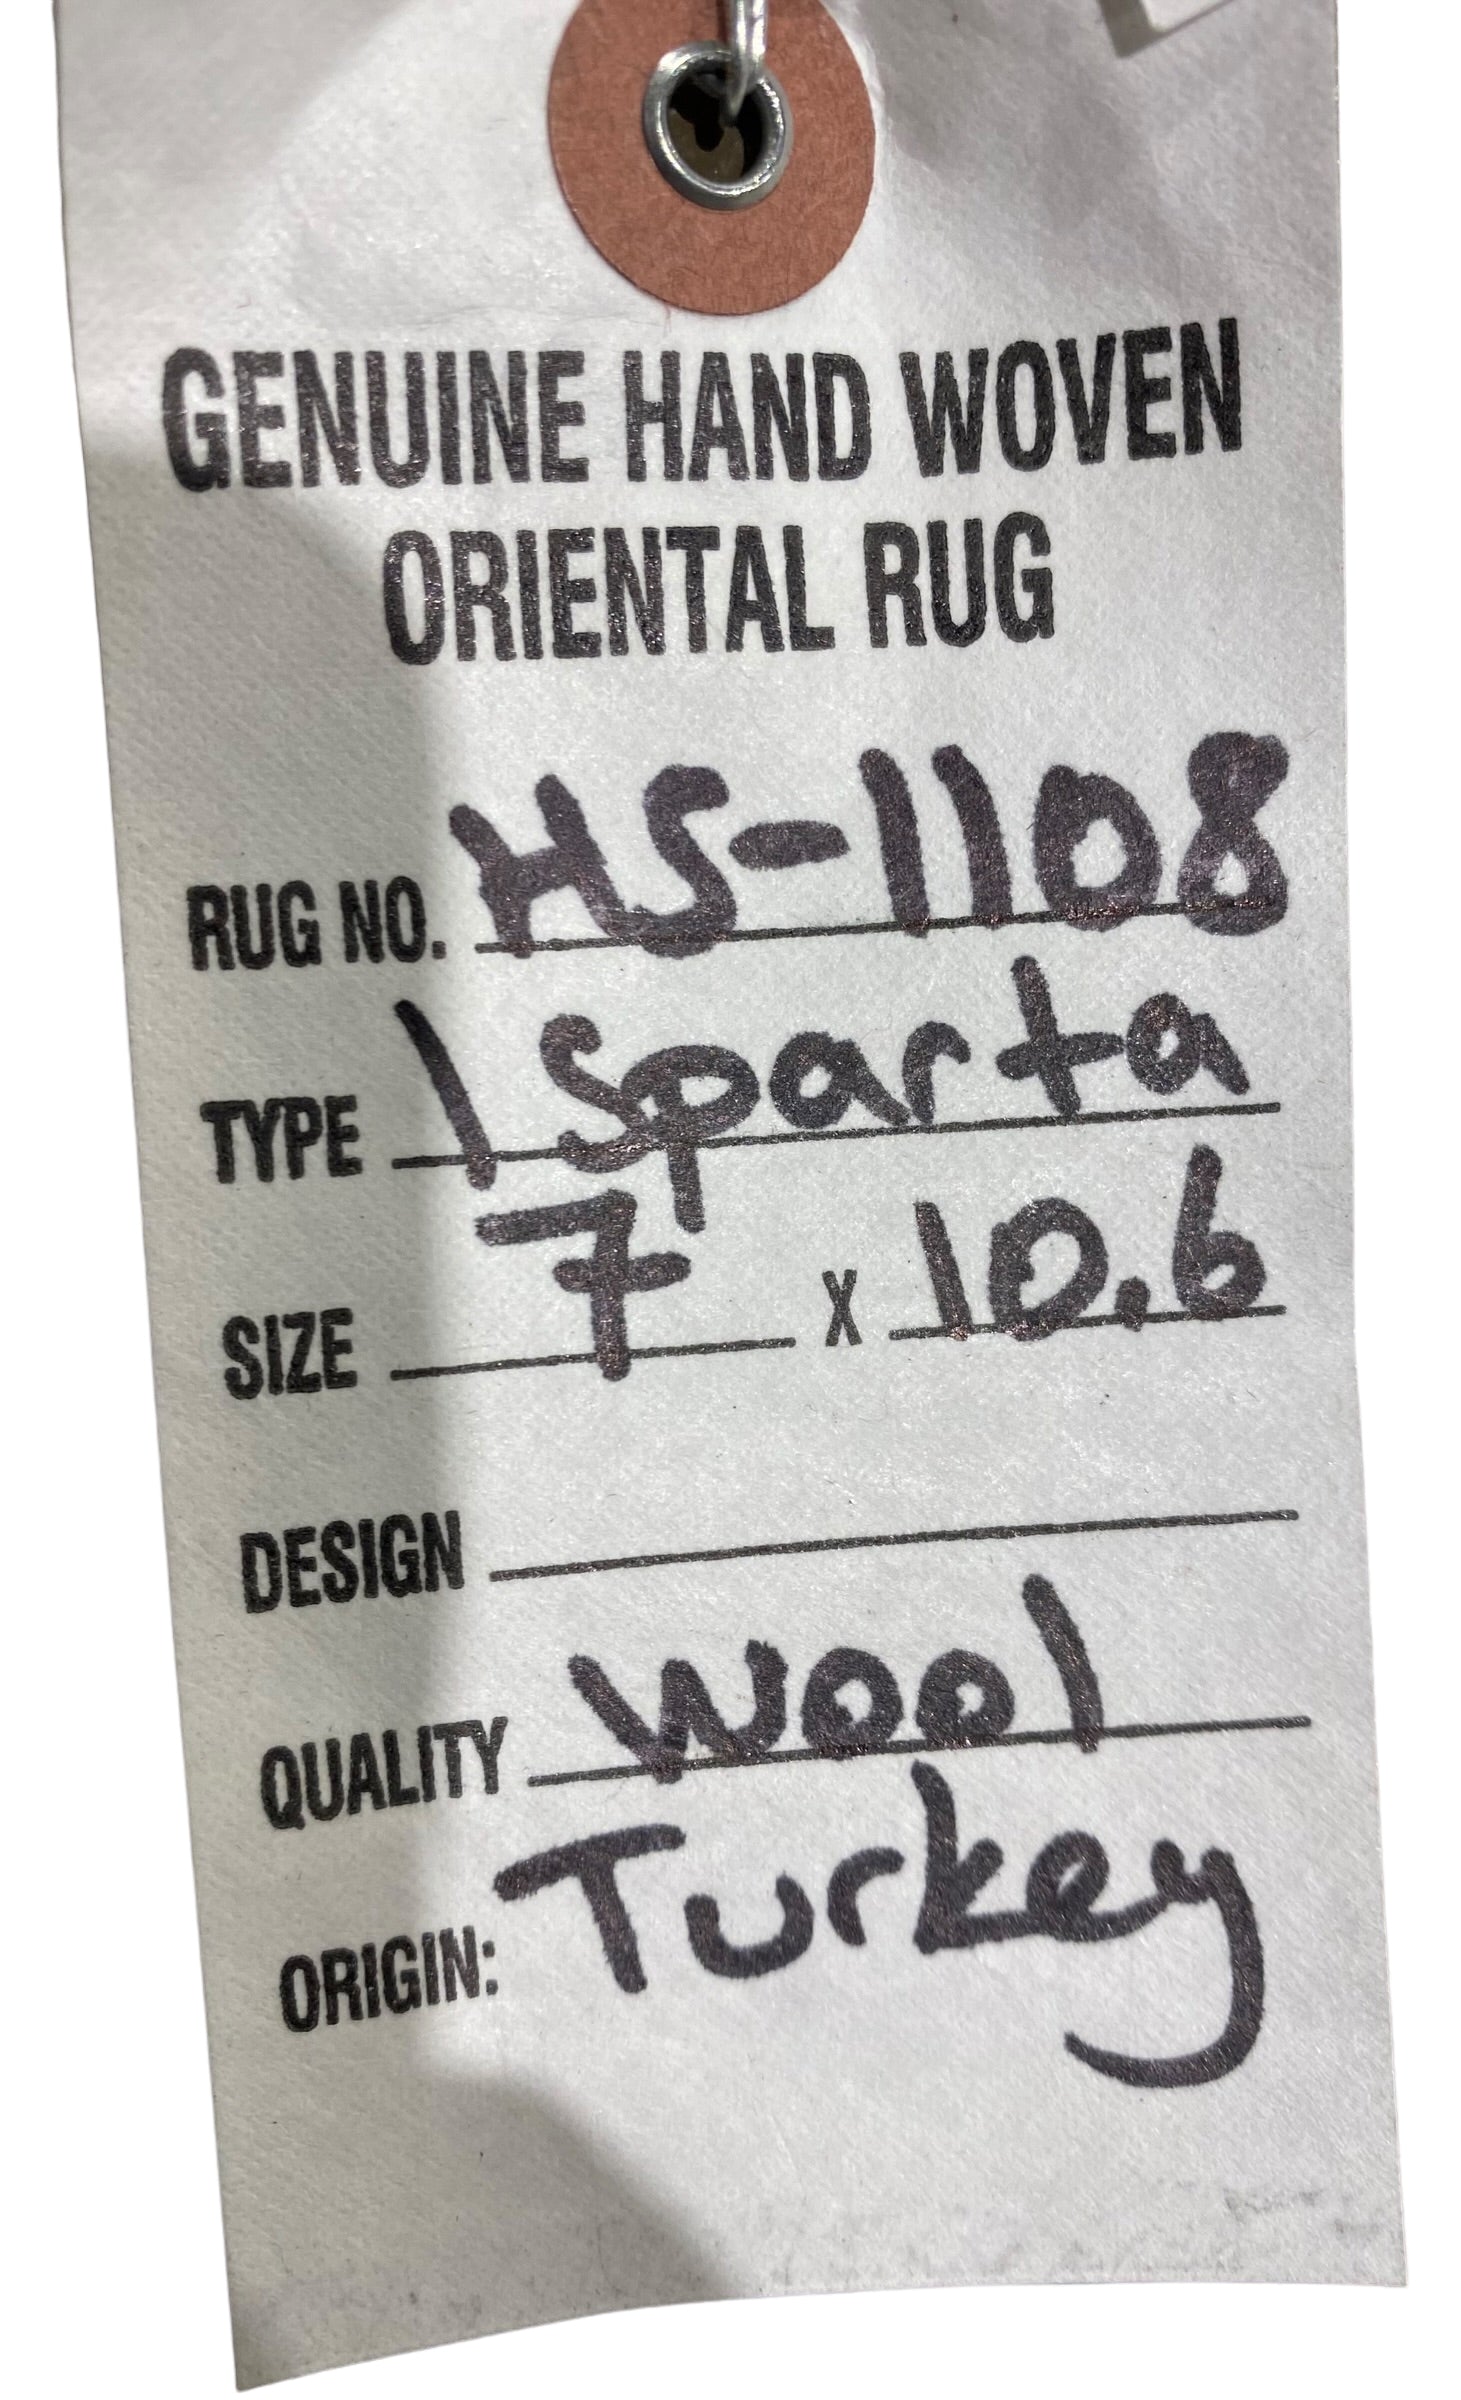 GENUINE HAND WOVEN
ORIENTAL RUG
RUG NO. HS-1108
TYPE Isparta
SIZE 7 X 10.6
DESIGN
QUALITY Wool
ORIGIN: Turkey